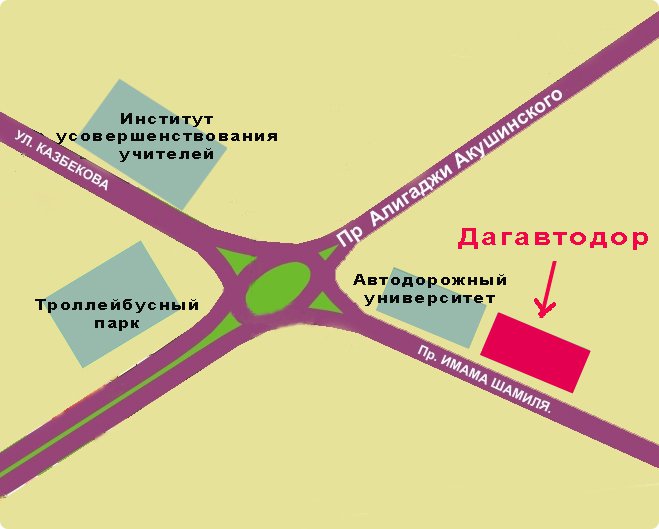 Институт
усовершенствования
учителей
УЛ. КАЗБЕКОВА
Пр Алигаджи Акушинского
Дагавтодор
Автодорожный
университет
Троллейбусный
парк
Пр. ИМАМА ШАМИЛЯ.